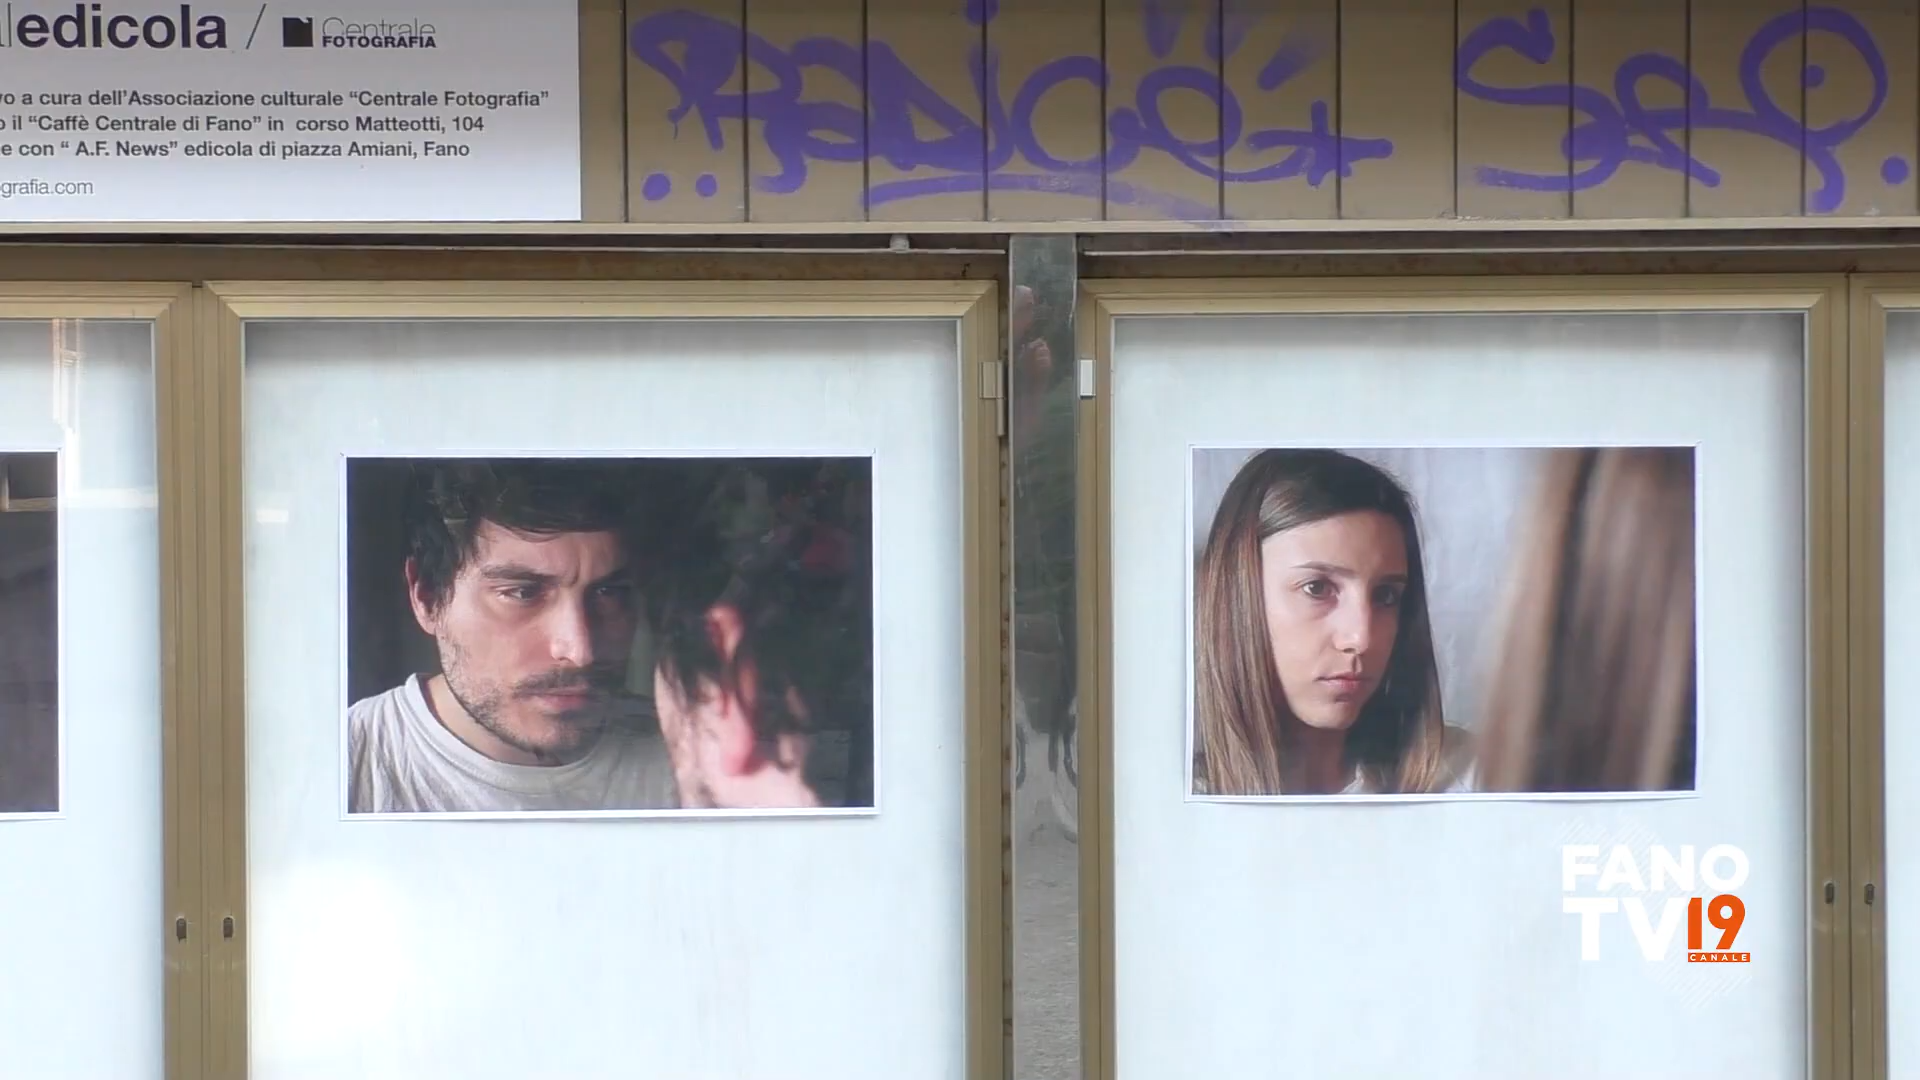 edicola / Centrale
FOTOGRAFIA
a cura dell'Associazione culturale “Centrale Fotografia”
il “Caffè Centrale di Fano” in corso Matteotti, 104
e con “ A.F. News” edicola di piazza Amiani, Fano
grafia.com
FANO
TV19
CANALE